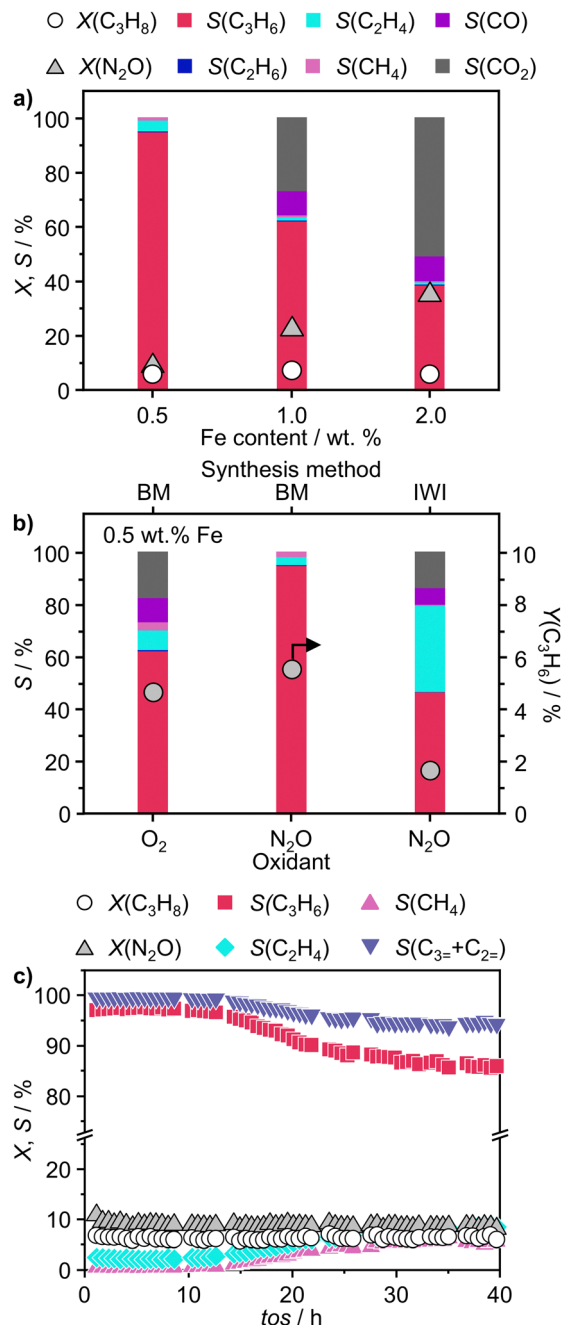 X(C₃H₈) S(C₃H₆) S(C₂H₄) S(CO)
X(N₂O) S(C₂H₆) S(CH₄) S(CO₂)
a)
100
80
60
40
20
0
X, S / %
0.5 1.0 2.0
Fe content / wt. %
Synthesis method
BM BM IWI
b)
0.5 wt.% Fe
100
80
60
40
20
0
S / %
10
8
6
4
2
0
Y(C₃H₆) / %
O₂ N₂O N₂O
Oxidant
X(C₃H₈) S(C₃H₆) S(CH₄)
X(N₂O) S(C₂H₄) S(C₃₌+C₂₌)
c)
100
90
80
20
10
0
X, S / %
0 10 20 30 40
tos / h